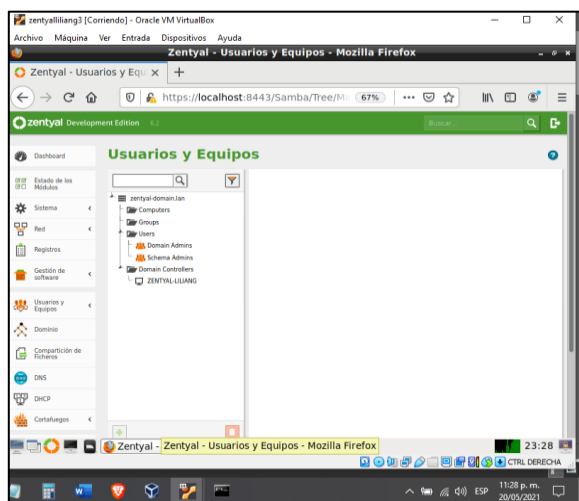 zentyalliliang3 [Corriendo] - Oracle VM VirtualBox
Archivo Máquina Ver Entrada Dispositivos Ayuda
Zentyal - Usuarios y Equipos - Mozilla Firefox
Zentyal - Usuarios y Equ
https://localhost:8443/Samba/Tree/M
67%
zentyal Development Edition 6.2
Buscar...
Dashboard
Estado de los
Módulos
Sistema
Red
Registros
Gestión de
software
Usuarios y
Equipos
Dominio
Compartición de
Ficheros
DNS
DHCP
Cortafuegos
Usuarios y Equipos
zentyal-domain.lan
Computers
Groups
Users
Domain Admins
Schema Admins
Domain Controllers
ZENTYAL-LILIANG
Zentyal -
Zentyal - Usuarios y Equipos - Mozilla Firefox
23:28
CTRL DERECHA
ESP
11:28 p. m.
20/05/2021